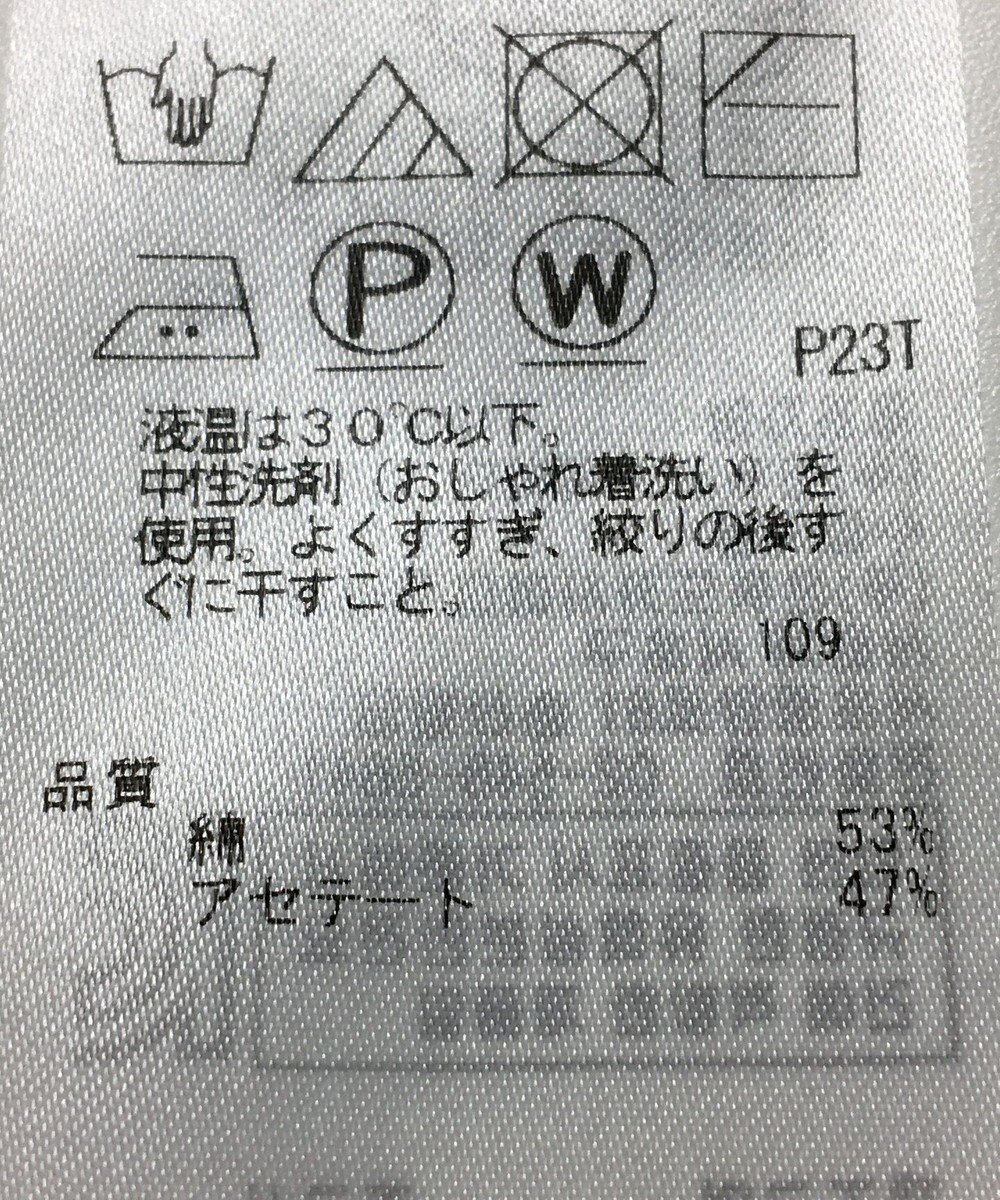 P W
P23T
液温は30℃以下。
中性洗剤（おしゃれ着洗い）を
使用。よくすすぎ、絞りの後す
ぐに干すこと。
109
品質
綿 53%
アセテート 47%